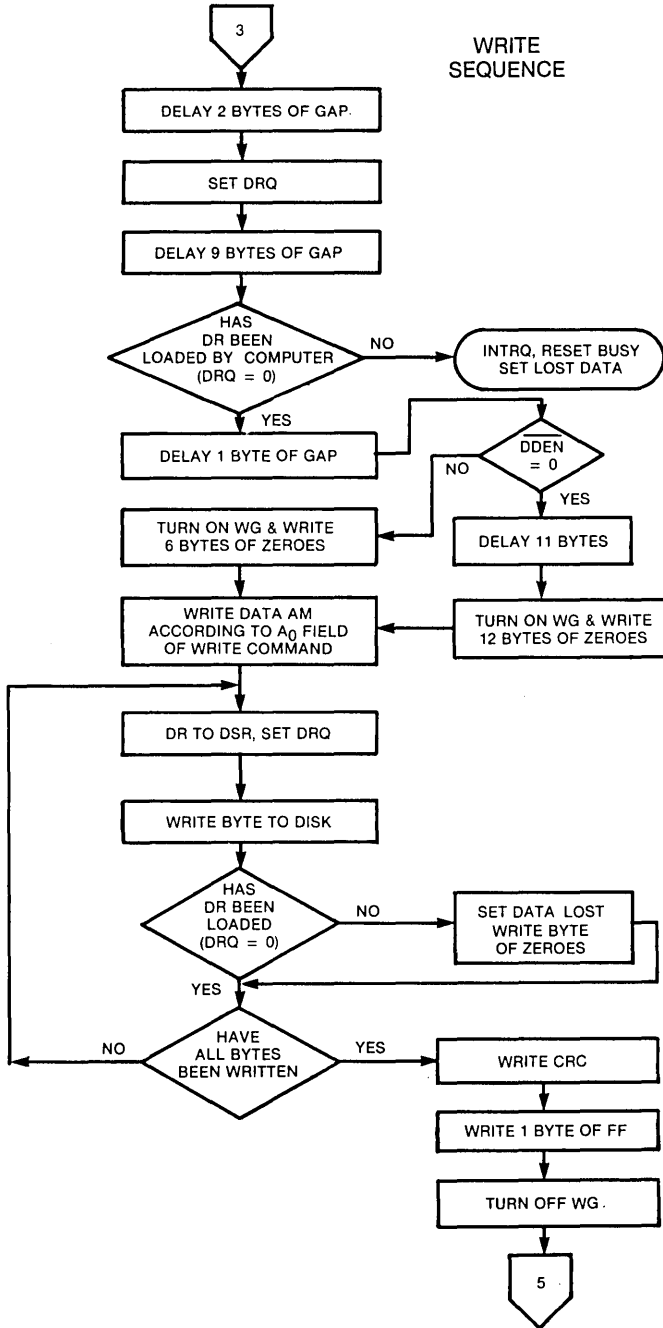 3
WRITE
SEQUENCE
DELAY 2 BYTES OF GAP.
SET DRQ
DELAY 9 BYTES OF GAP
HAS
DR BEEN
LOADED BY COMPUTER
(DRQ = 0)
NO
INTRQ, RESET BUSY
SET LOST DATA
YES
DELAY 1 BYTE OF GAP
DDEN
= 0
NO
YES
TURN ON WG & WRITE
6 BYTES OF ZEROES
DELAY 11 BYTES
WRITE DATA AM
ACCORDING TO A0 FIELD
OF WRITE COMMAND
TURN ON WG & WRITE
12 BYTES OF ZEROES
DR TO DSR, SET DRQ
WRITE BYTE TO DISK
HAS
DR BEEN
LOADED
(DRQ = 0)
NO
SET DATA LOST
WRITE BYTE
OF ZEROES
YES
HAVE
ALL BYTES
BEEN WRITTEN
NO
YES
WRITE CRC
WRITE 1 BYTE OF FF
TURN OFF WG.
5